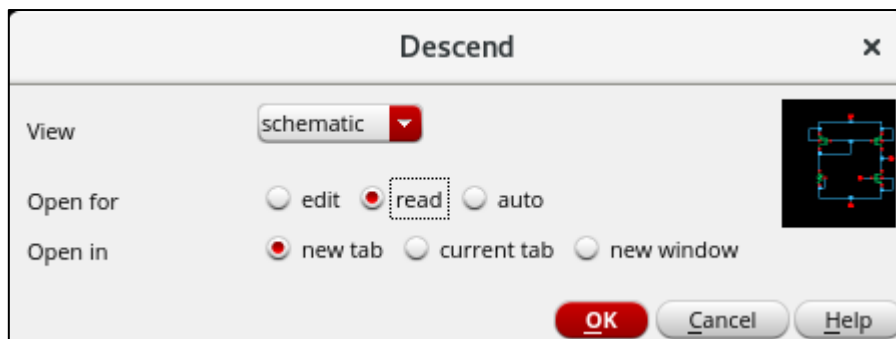 Descend
View schematic
Open for edit read auto
Open in new tab current tab new window
OK Cancel Help